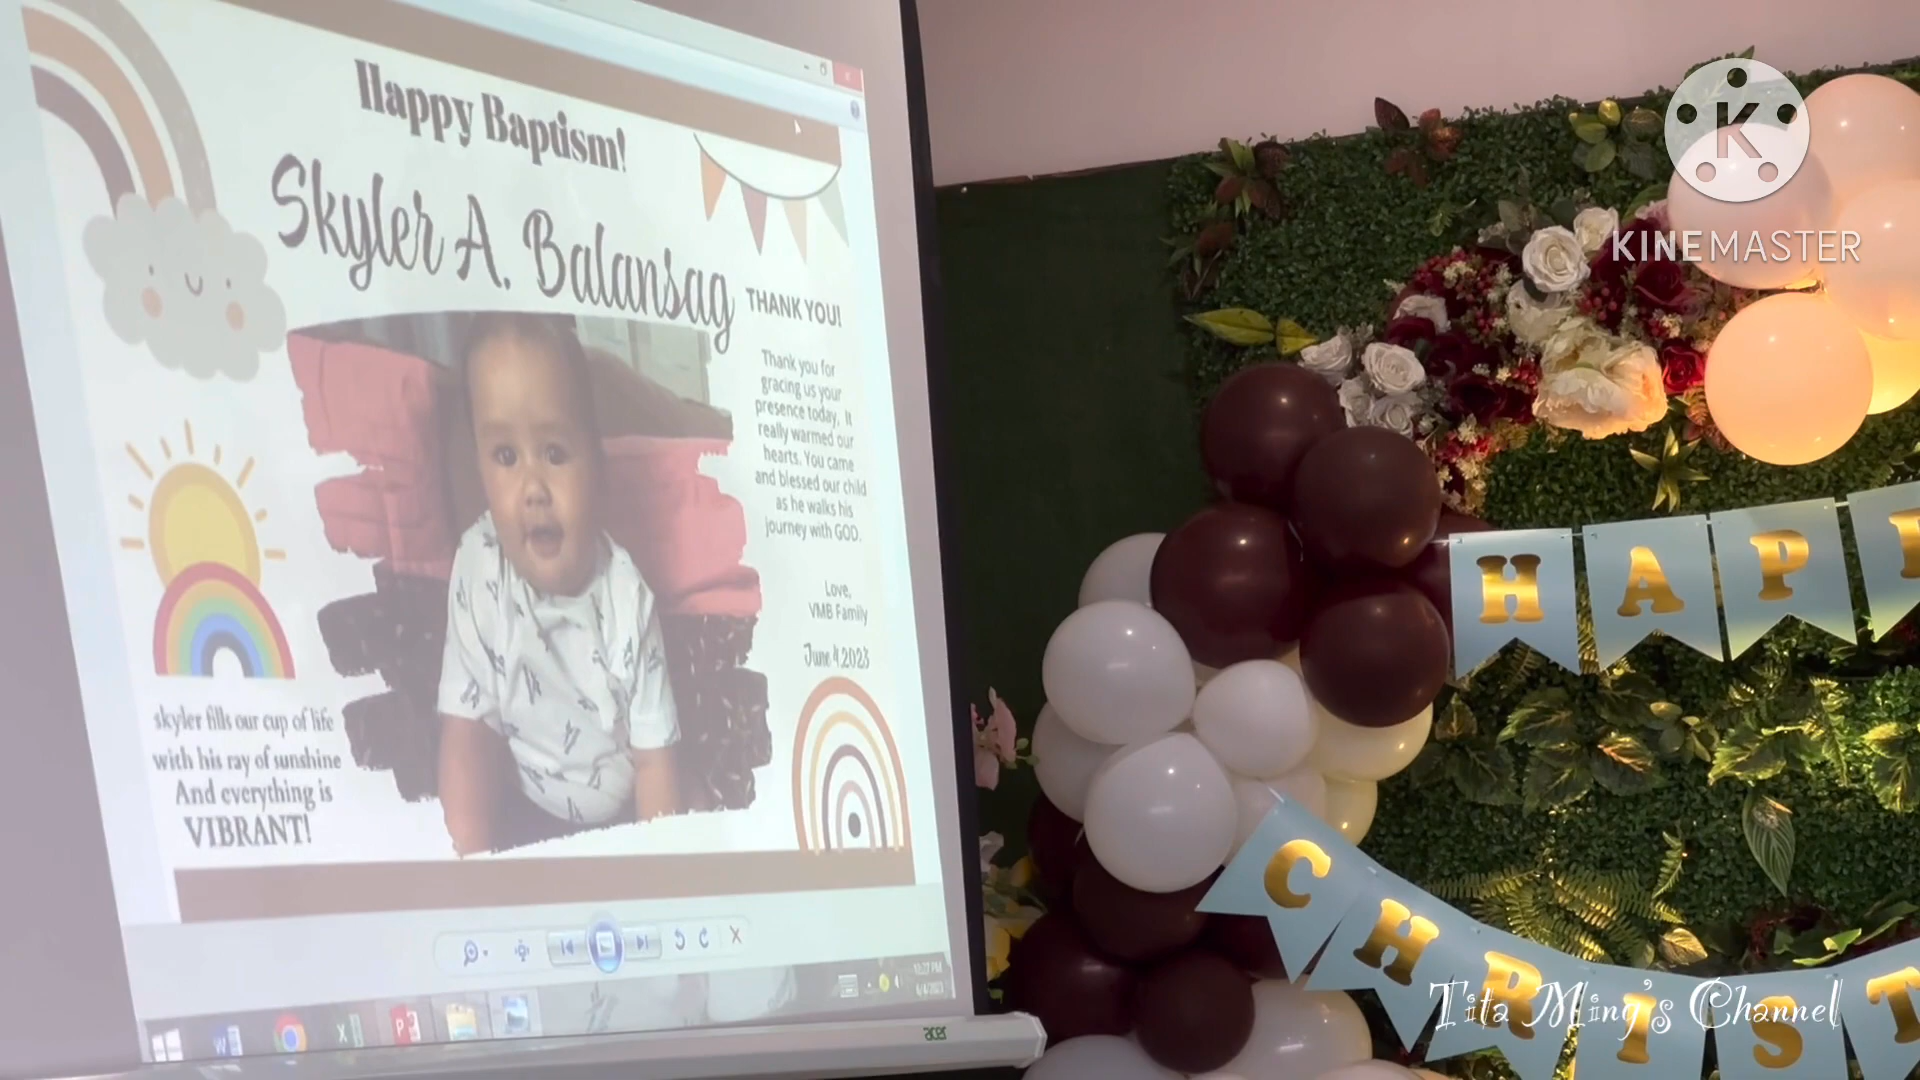 Happy Baptism!
Skyler A. Balansag
THANK YOU!
Thank you for
gracing us your
presence today, it
really warmed our
hearts. You came
and blessed our child
as he walks his
journey with GOD.
Love,
VMB Family
June 4 2023
skyler fills our cup of life
with his ray of sunshine
And everything is
VIBRANT!
acer
K
KINEMASTER
HAPP
CHRIST
Tita Ming's Channel